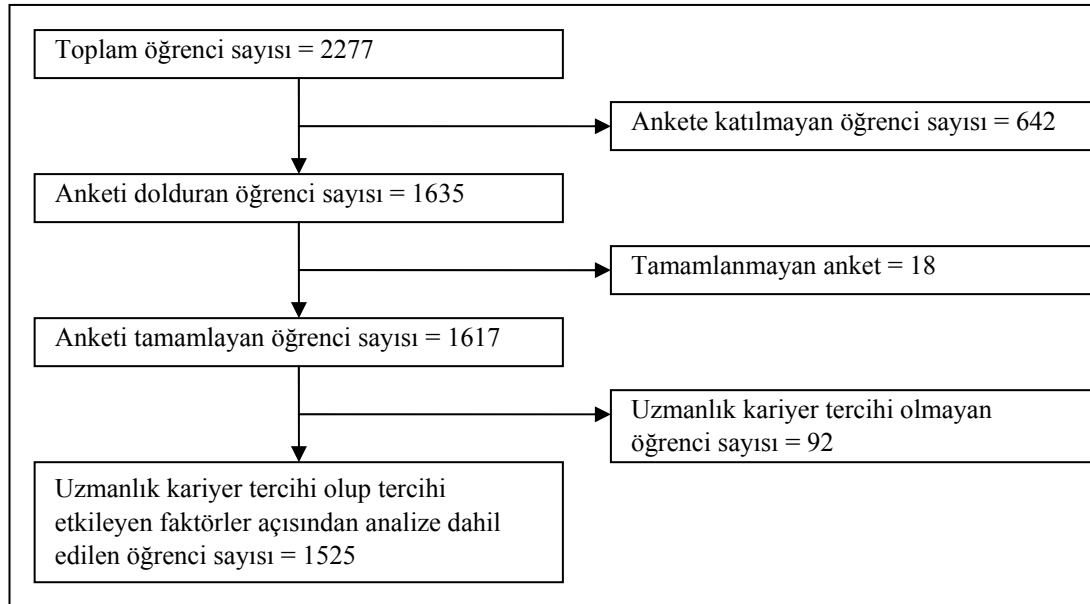 Toplam öğrenci sayısı = 2277
Ankete katılmayan öğrenci sayısı = 642
Anketi dolduran öğrenci sayısı = 1635
Tamamlanmayan anket = 18
Anketi tamamlayan öğrenci sayısı = 1617
Uzmanlık kariyer tercihi olmayan
öğrenci sayısı = 92
Uzmanlık kariyer tercihi olup tercihi
etkileyen faktörler açısından analize dahil
edilen öğrenci sayısı = 1525